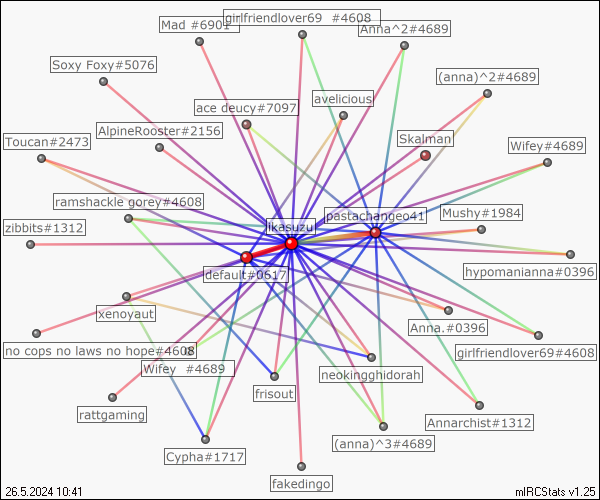 Mad #6901
girlfriendlover69 #4608
Anna^2#4689
Soxy Foxy#5076
(anna)^2#4689
avelicious
ace deucy#7097
AlpineRooster#2156
Skalman
Toucan#2473
Wifey#4689
ramshackle gorey#4608
pastachangeo41
Mushy#1984
ikasuzu
zibbits#1312
default#0617
hypomanianna#0396
xenoyaut
Anna.#0396
no cops no laws no hope#4608
girlfriendlover69#4608
Wifey #4689
neokingghidorah
frisout
rattgaming
Annarchist#1312
(anna)^3#4689
Cypha#1717
fakedingo
26.5.2024 10:41
mIRCStats v1.25